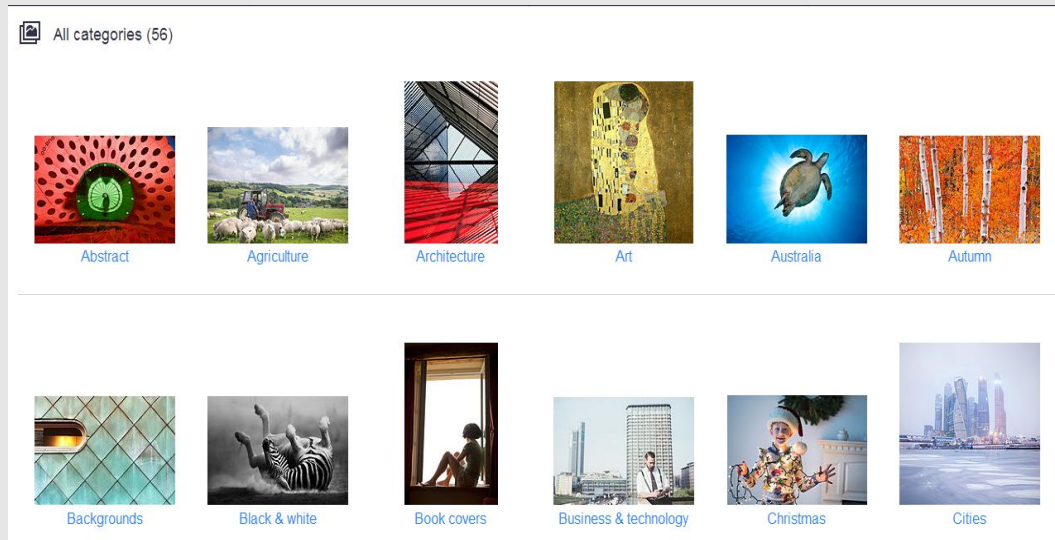 All categories (56)
Abstract
Agriculture
Architecture
Art
Australia
Autumn
Backgrounds
Black & white
Book covers
Business & technology
Christmas
Cities